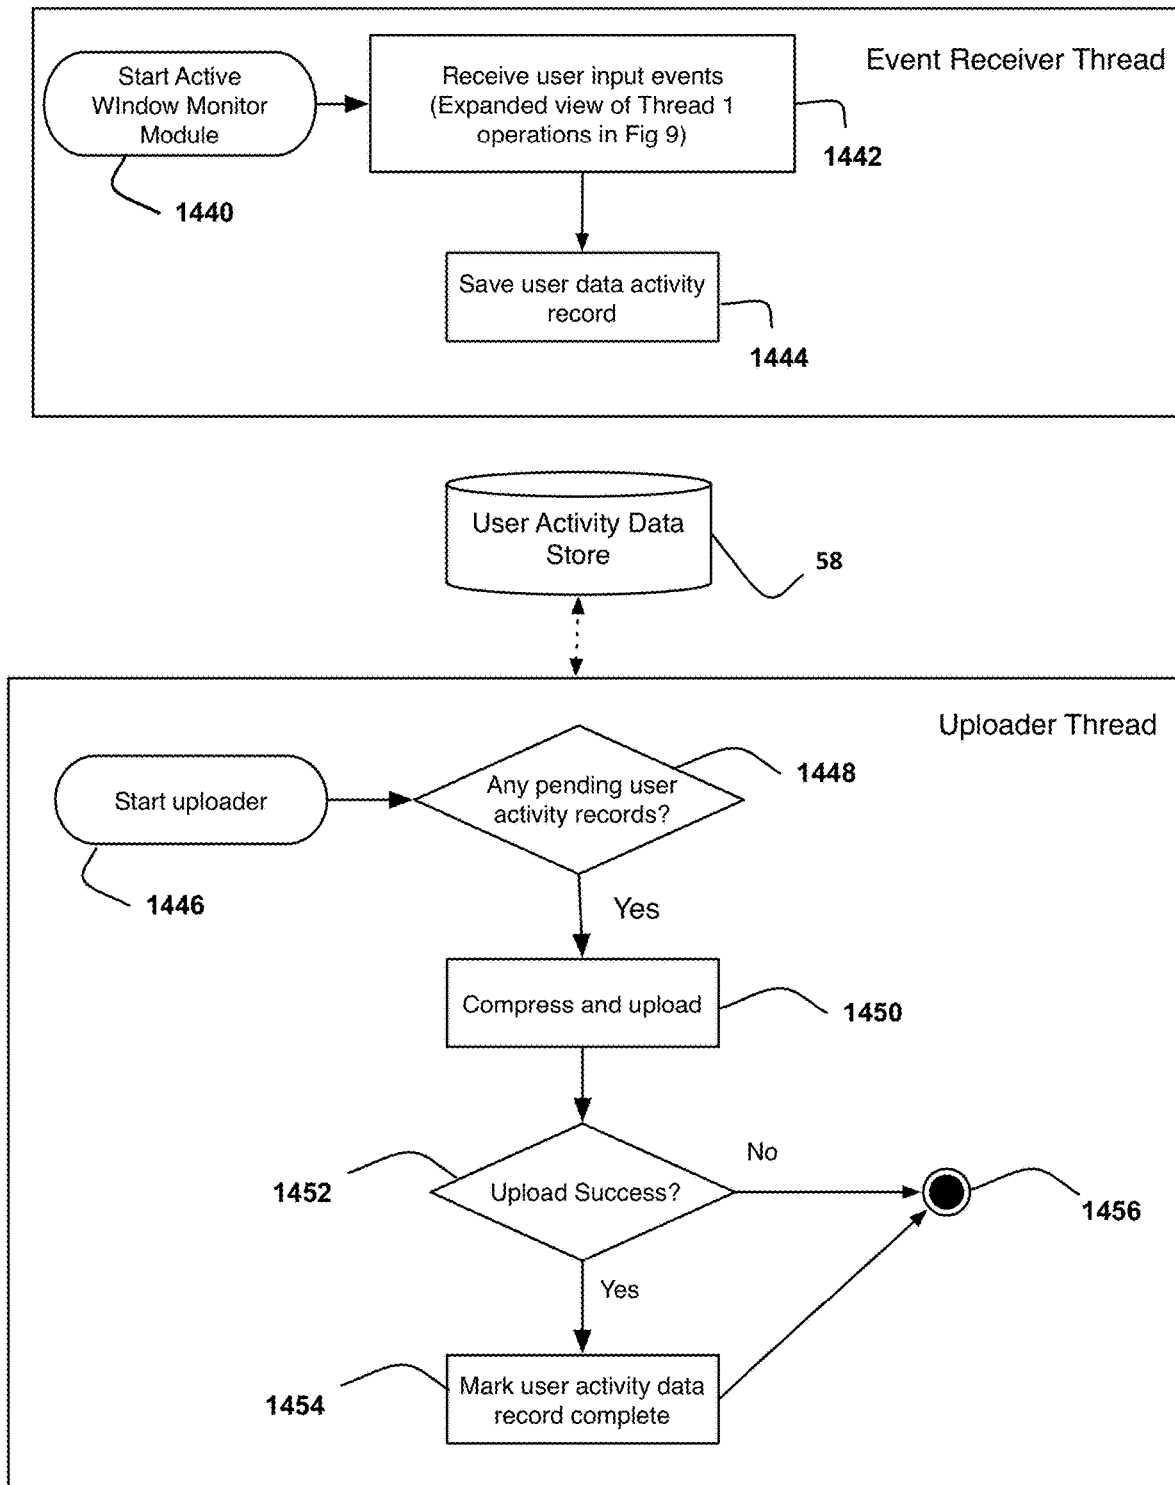 Event Receiver Thread
Start Active
WIndow Monitor
Module
1440
Receive user input events
(Expanded view of Thread 1
operations in Fig 9)
1442
Save user data activity
record
1444
User Activity Data
Store
58
Uploader Thread
Start uploader
1446
Any pending user
activity records?
1448
Yes
Compress and upload
1450
Upload Success?
1452
No
1456
Yes
Mark user activity data
record complete
1454